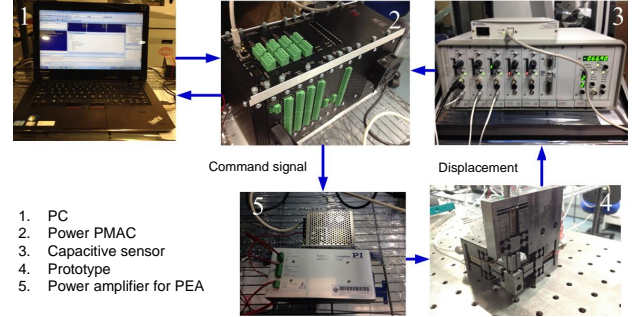 1
2
3
Command signal
Displacement
5
4
PI
1. PC
2. Power PMAC
3. Capacitive sensor
4. Prototype
5. Power amplifier for PEA